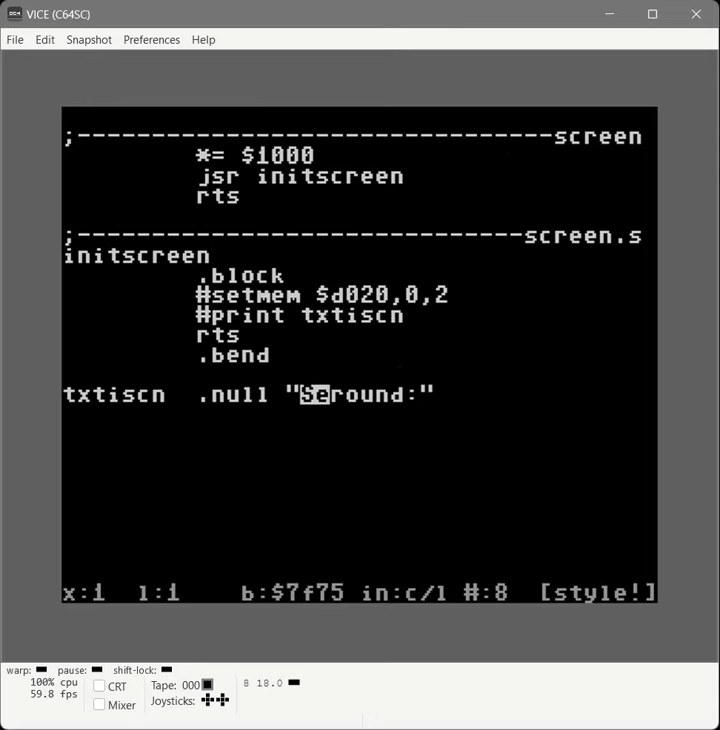 VICE (C64SC)
File Edit Snapshot Preferences Help
;--------------------------------screen
*= $1000
jsr initscreen
rts
;-------------------------------screen.s
initscreen
.block
#setmem $d020,0,2
#print txtiscn
rts
.bend
txtiscn .null "Seround:"
x:1 l:1 b:$7f75 in:c/l #:8 [style!]
warp: pause: shift-lock:
100% cpu
59.8 fps
CRT
Mixer
Tape: 000
Joysticks:
8 18.0